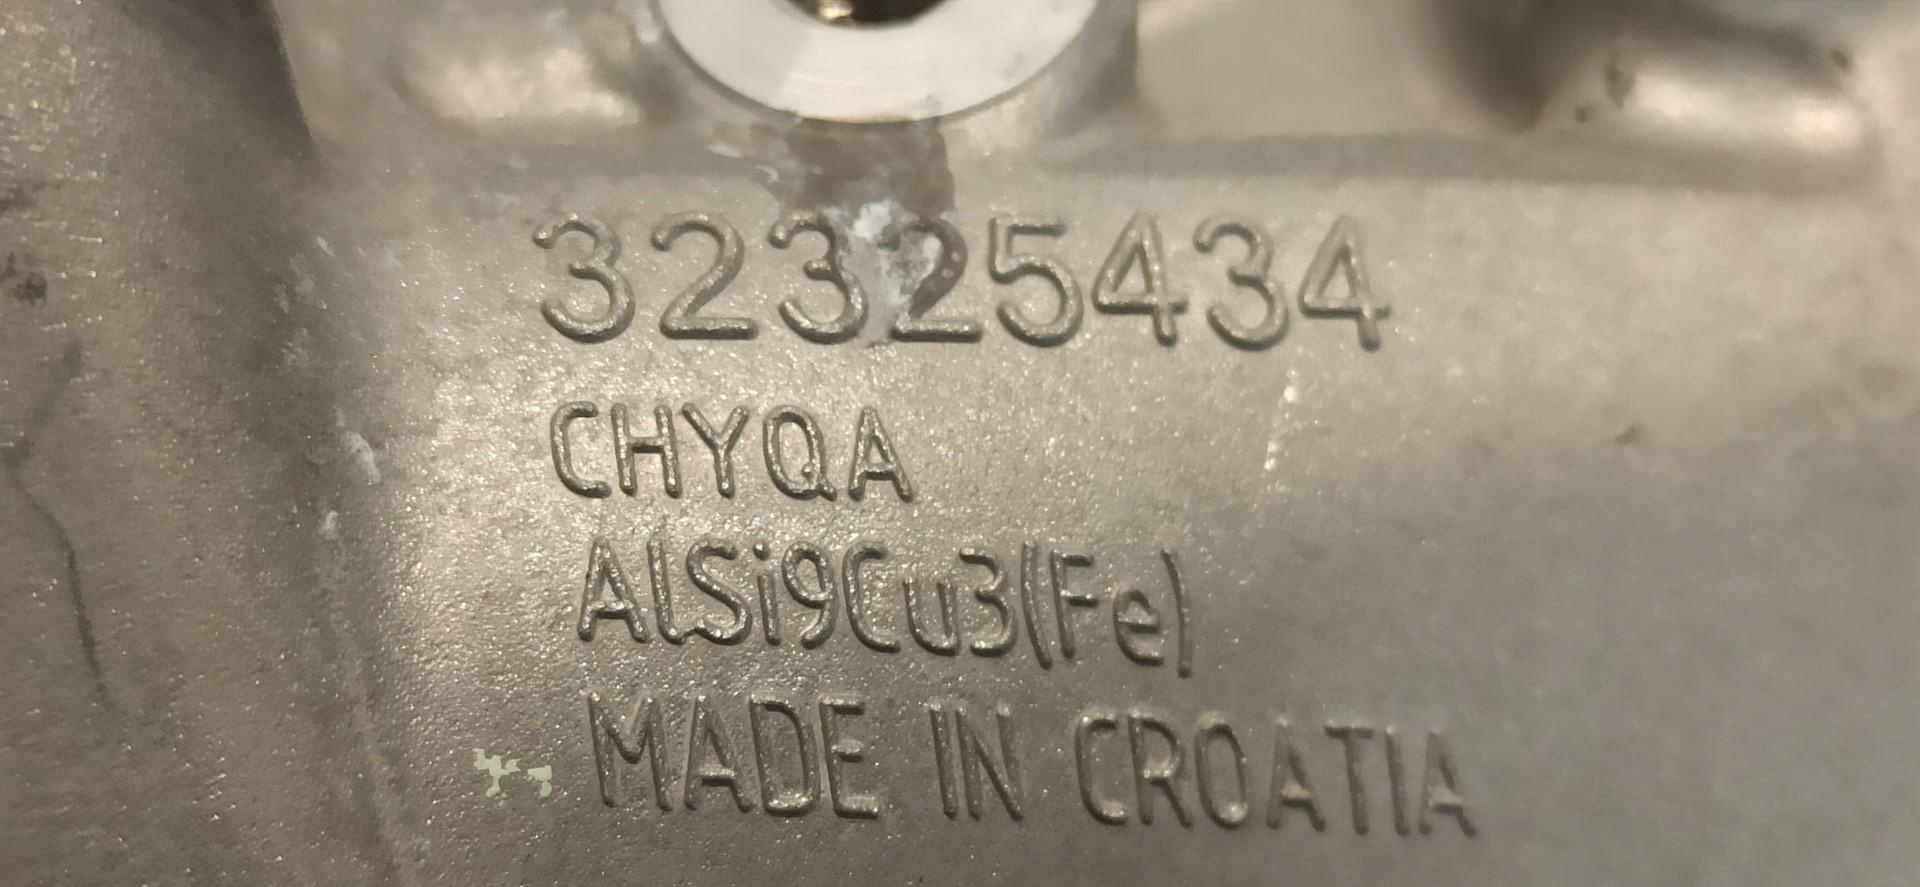 32325434
CHYQA
AlSi9Cu3(Fe)
MADE IN CROATIA